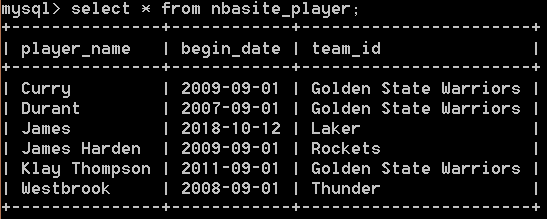 mysql> select * from nbasite_player;
+---------------+------------+-----------------------+
| player_name   | begin_date | team_id               |
+---------------+------------+-----------------------+
| Curry         | 2009-09-01 | Golden State Warriors |
| Durant        | 2007-09-01 | Golden State Warriors |
| James         | 2018-10-12 | Laker                 |
| James Harden  | 2009-09-01 | Rockets               |
| Klay Thompson | 2011-09-01 | Golden State Warriors |
| Westbrook     | 2008-09-01 | Thunder               |
+---------------+------------+-----------------------+